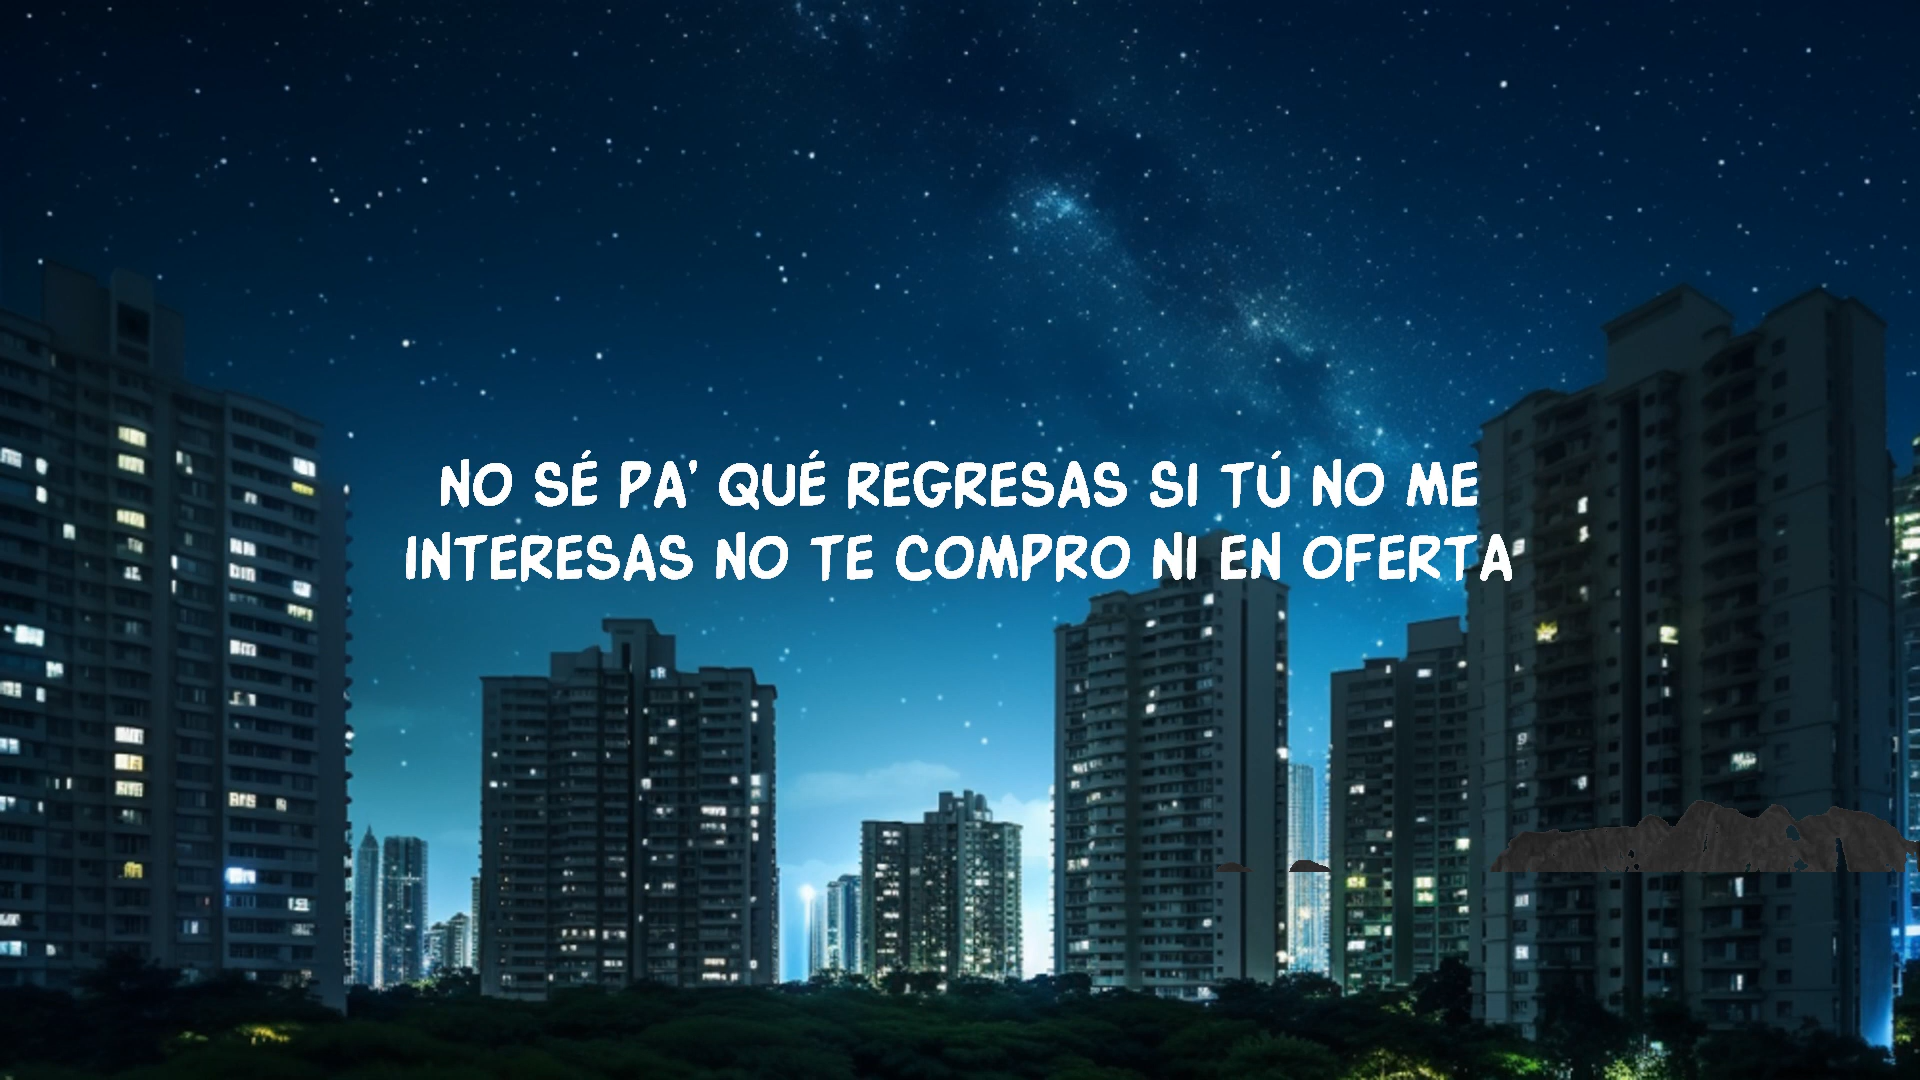 NO SÉ PA' QUÉ REGRESAS SI TÚ NO ME
INTERESAS NO TE COMPRO NI EN OFERTA